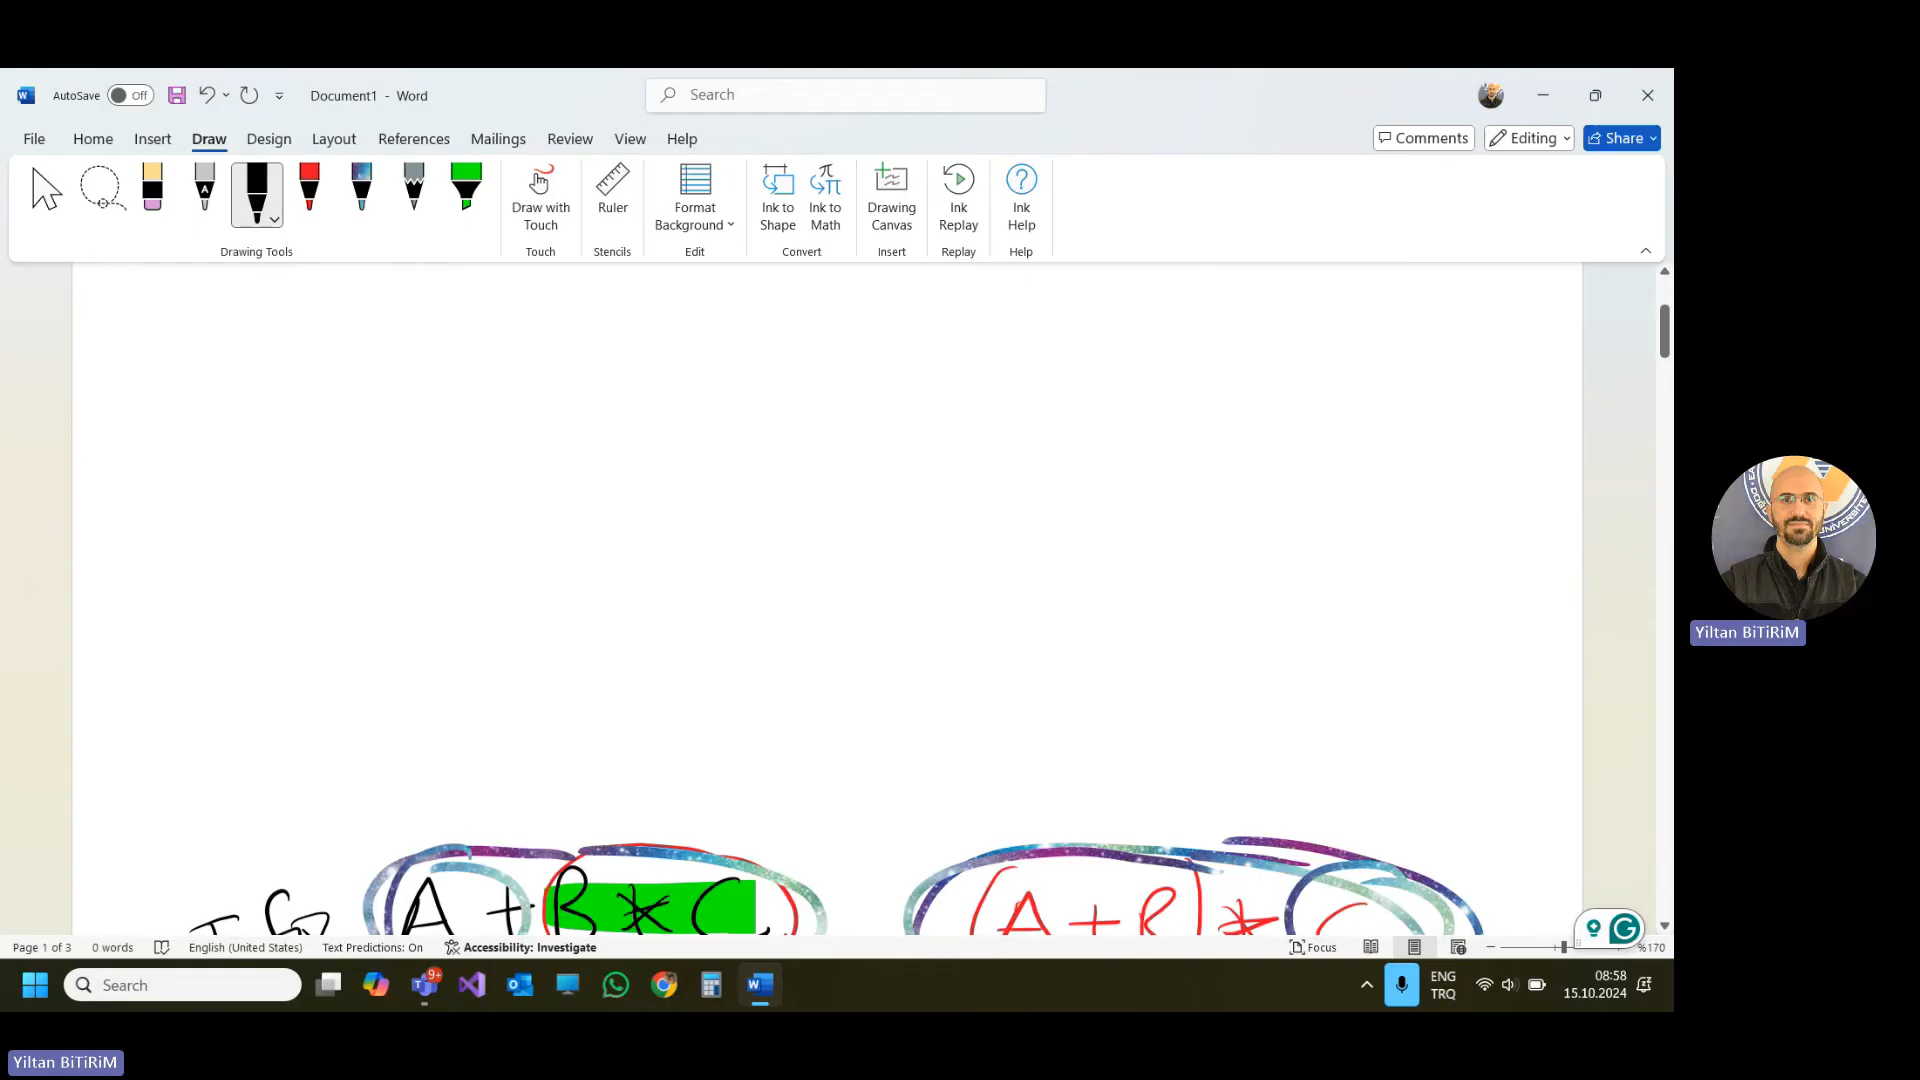 AutoSave Off Document1 - Word Search
File Home Insert Draw Design Layout References Mailings Review View Help Comments Editing Share
Draw with Touch Ruler Format Background Ink to Shape Ink to Math Drawing Canvas Ink Replay Ink Help
Drawing Tools Touch Stencils Edit Convert Insert Replay Help
A + B * C (A + B) * C
Page 1 of 3 0 words English (United States) Text Predictions: On Accessibility: Investigate Focus %170
Search 9+ ENG TRQ 08:58 15.10.2024
Yiltan BiTiRiM
Yiltan BiTiRiM